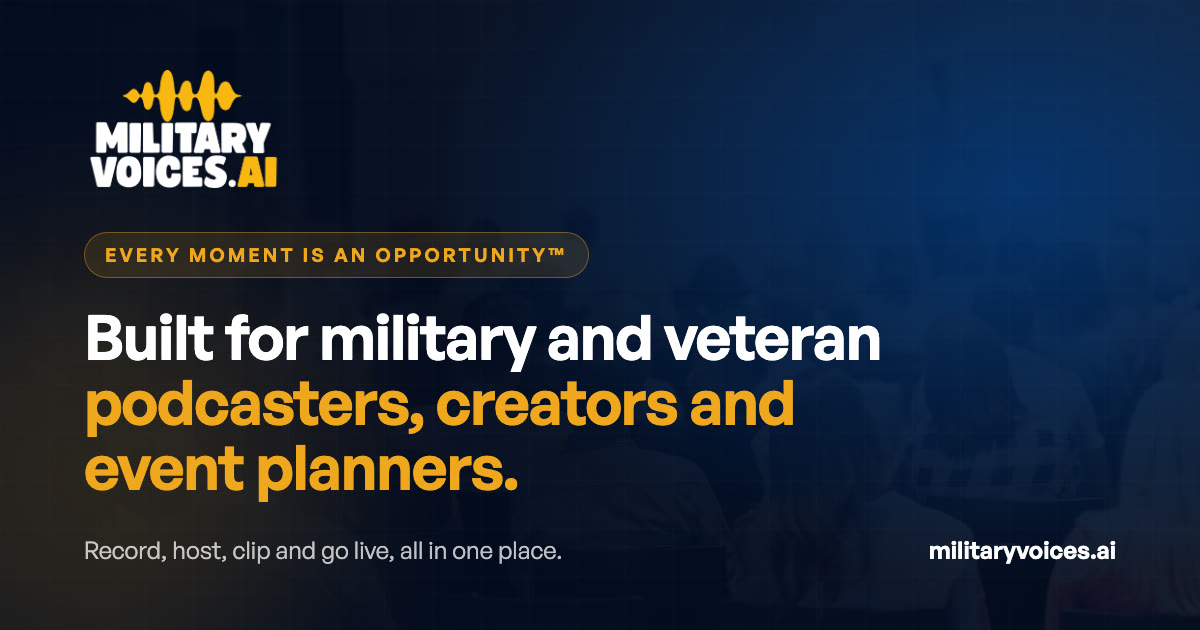 MILITARY
VOICES.AI
EVERY MOMENT IS AN OPPORTUNITY™
Built for military and veteran
podcasters, creators and
event planners.
Record, host, clip and go live, all in one place.
militaryvoices.ai